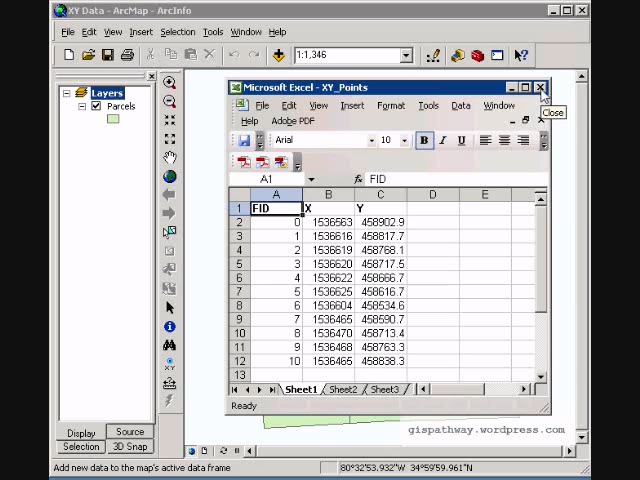 XY Data - ArcMap - ArcInfo
File Edit View Insert Selection Tools Window Help
1:1,346
Layers
Parcels
Display Source
Selection 3D Snap
Microsoft Excel - XY_Points
File Edit View Insert Format Tools Data Window
Help Adobe PDF
Close
Arial 10 B I U
A1 fx FID
A B C D E
1 FID X Y
2 0 1536563 458902.9
3 1 1536616 458817.7
4 2 1536619 458768.1
5 3 1536620 458717.5
6 4 1536622 458666.7
7 5 1536625 458616.7
8 6 1536604 458534.6
9 7 1536465 458590.7
10 8 1536470 458713.4
11 9 1536468 458763.3
12 10 1536465 458838.3
13
Sheet1 Sheet2 Sheet3
Ready
gispathway.wordpress.com
Add new data to the map's active data frame
80°32'53.932"W 34°59'59.961"N